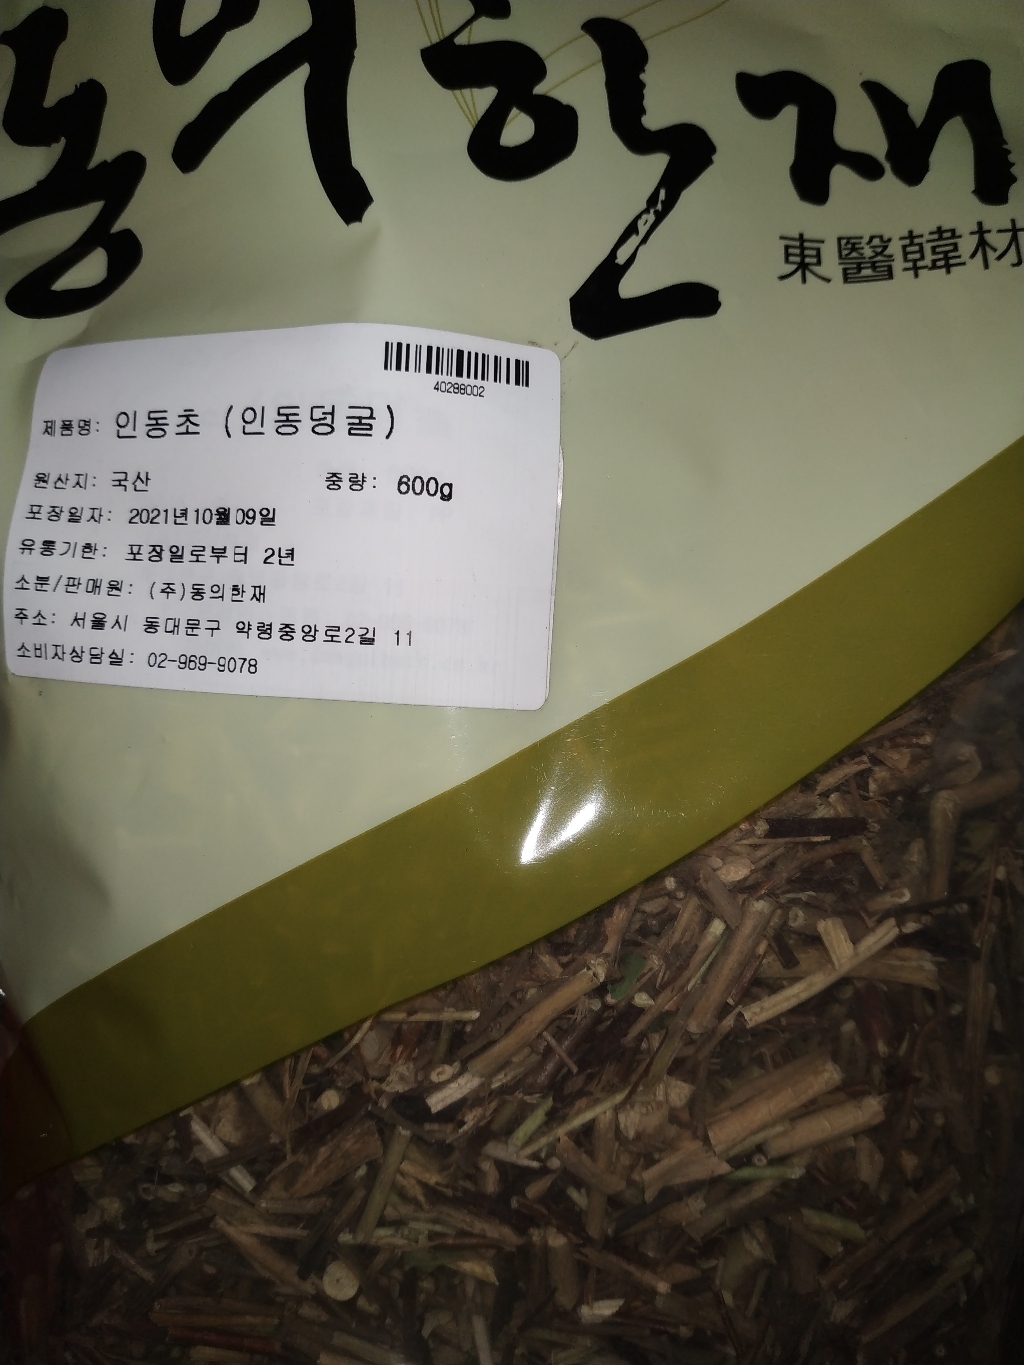 동의한재
東醫韓材
40288002
제품명: 인동초 (인동덩굴)
원산지: 국산 중량: 600g
포장일자: 2021년10월09일
유통기한: 포장일로부터 2년
소분/판매원: (주)동의한재
주소: 서울시 동대문구 약령중앙로2길 11
소비자상담실: 02-969-9078